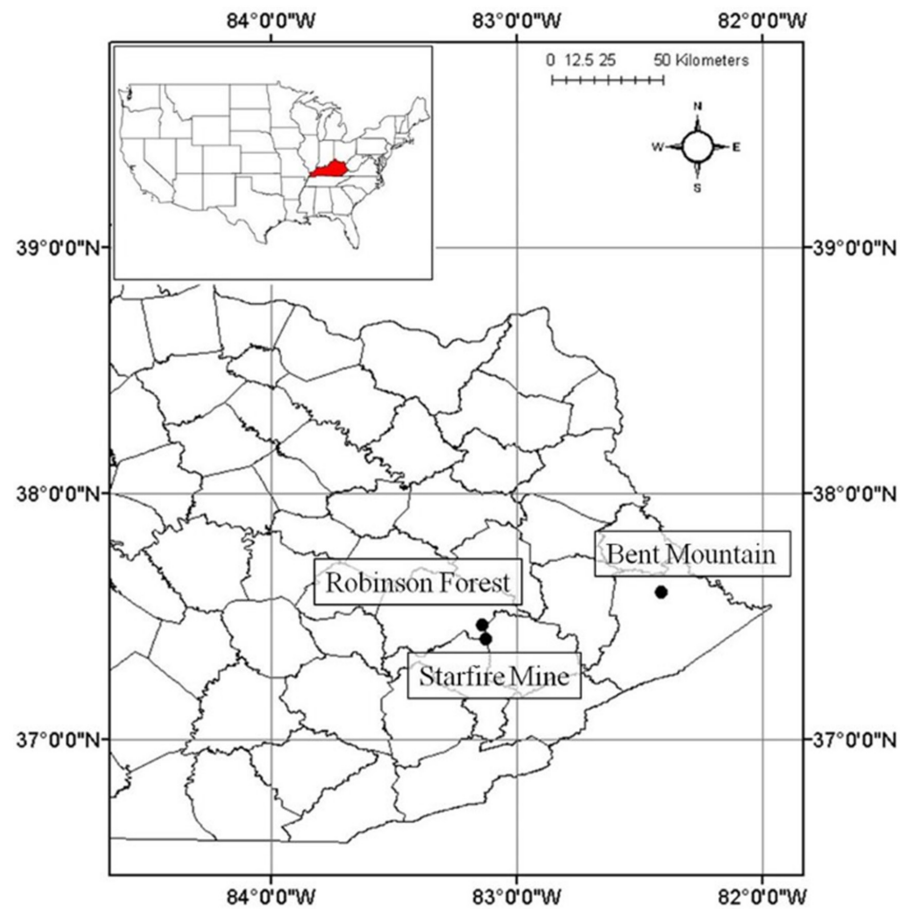 84°0'0"W 83°0'0"W 82°0'0"W
0 12.5 25 50 Kilometers
N
W E
S
39°0'0"N 39°0'0"N
38°0'0"N 38°0'0"N
Bent Mountain
Robinson Forest
Starfire Mine
37°0'0"N 37°0'0"N
84°0'0"W 83°0'0"W 82°0'0"W